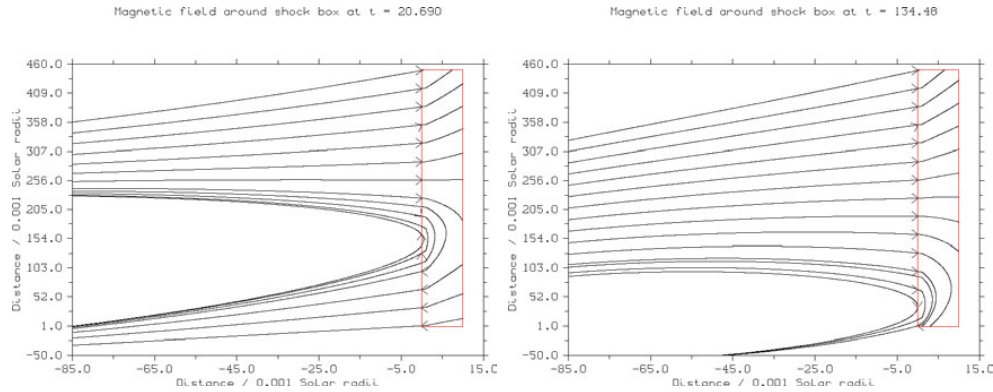 Magnetic field around shock box at t = 20.690
Magnetic field around shock box at t = 134.48
460.0
409.0
358.0
307.0
256.0
205.0
154.0
103.0
52.0
1.0
-50.0
Distance / 0.001 Solar radii
-85.0 -65.0 -45.0 -25.0 -5.0 15.0
Distance / 0.001 Solar radii
460.0
409.0
358.0
307.0
256.0
205.0
154.0
103.0
52.0
1.0
-50.0
Distance / 0.001 Solar radii
-85.0 -65.0 -45.0 -25.0 -5.0 15.0
Distance / 0.001 Solar radii